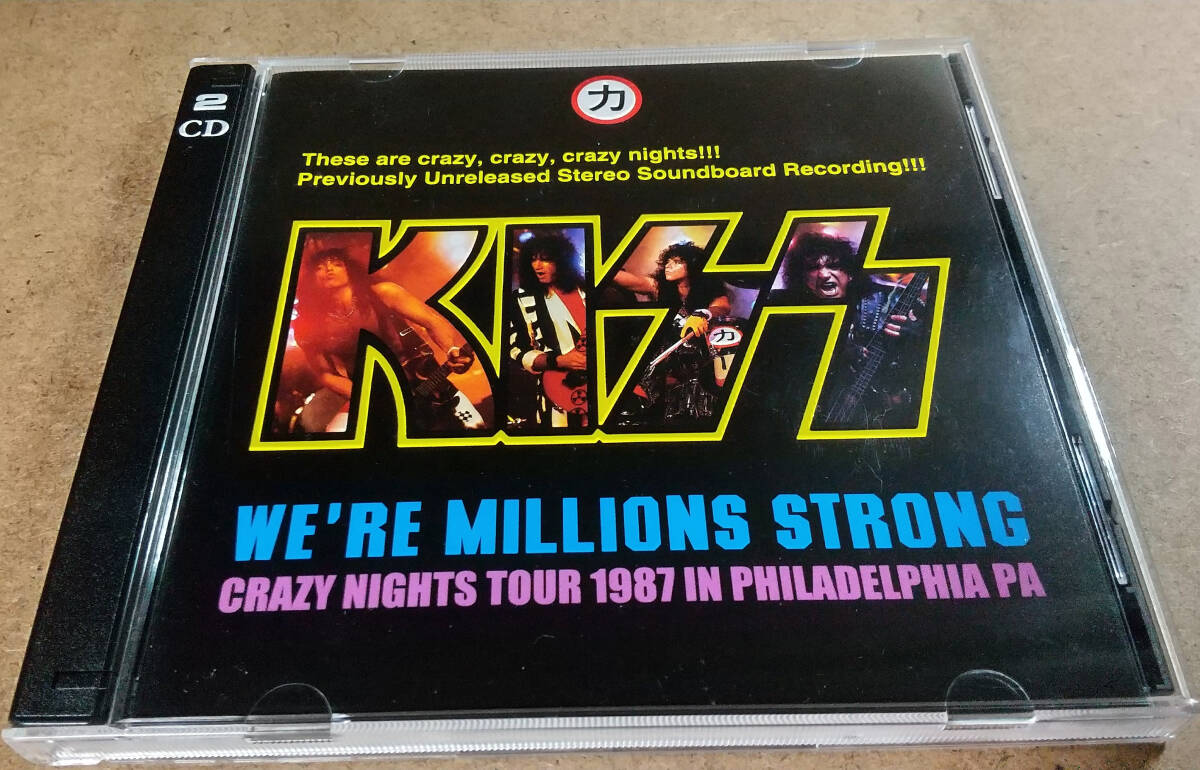 2
CD
力
These are crazy, crazy, crazy nights!!!
Previously Unreleased Stereo Soundboard Recording!!!
KISS
力
WE'RE MILLIONS STRONG
CRAZY NIGHTS TOUR 1987 IN PHILADELPHIA PA